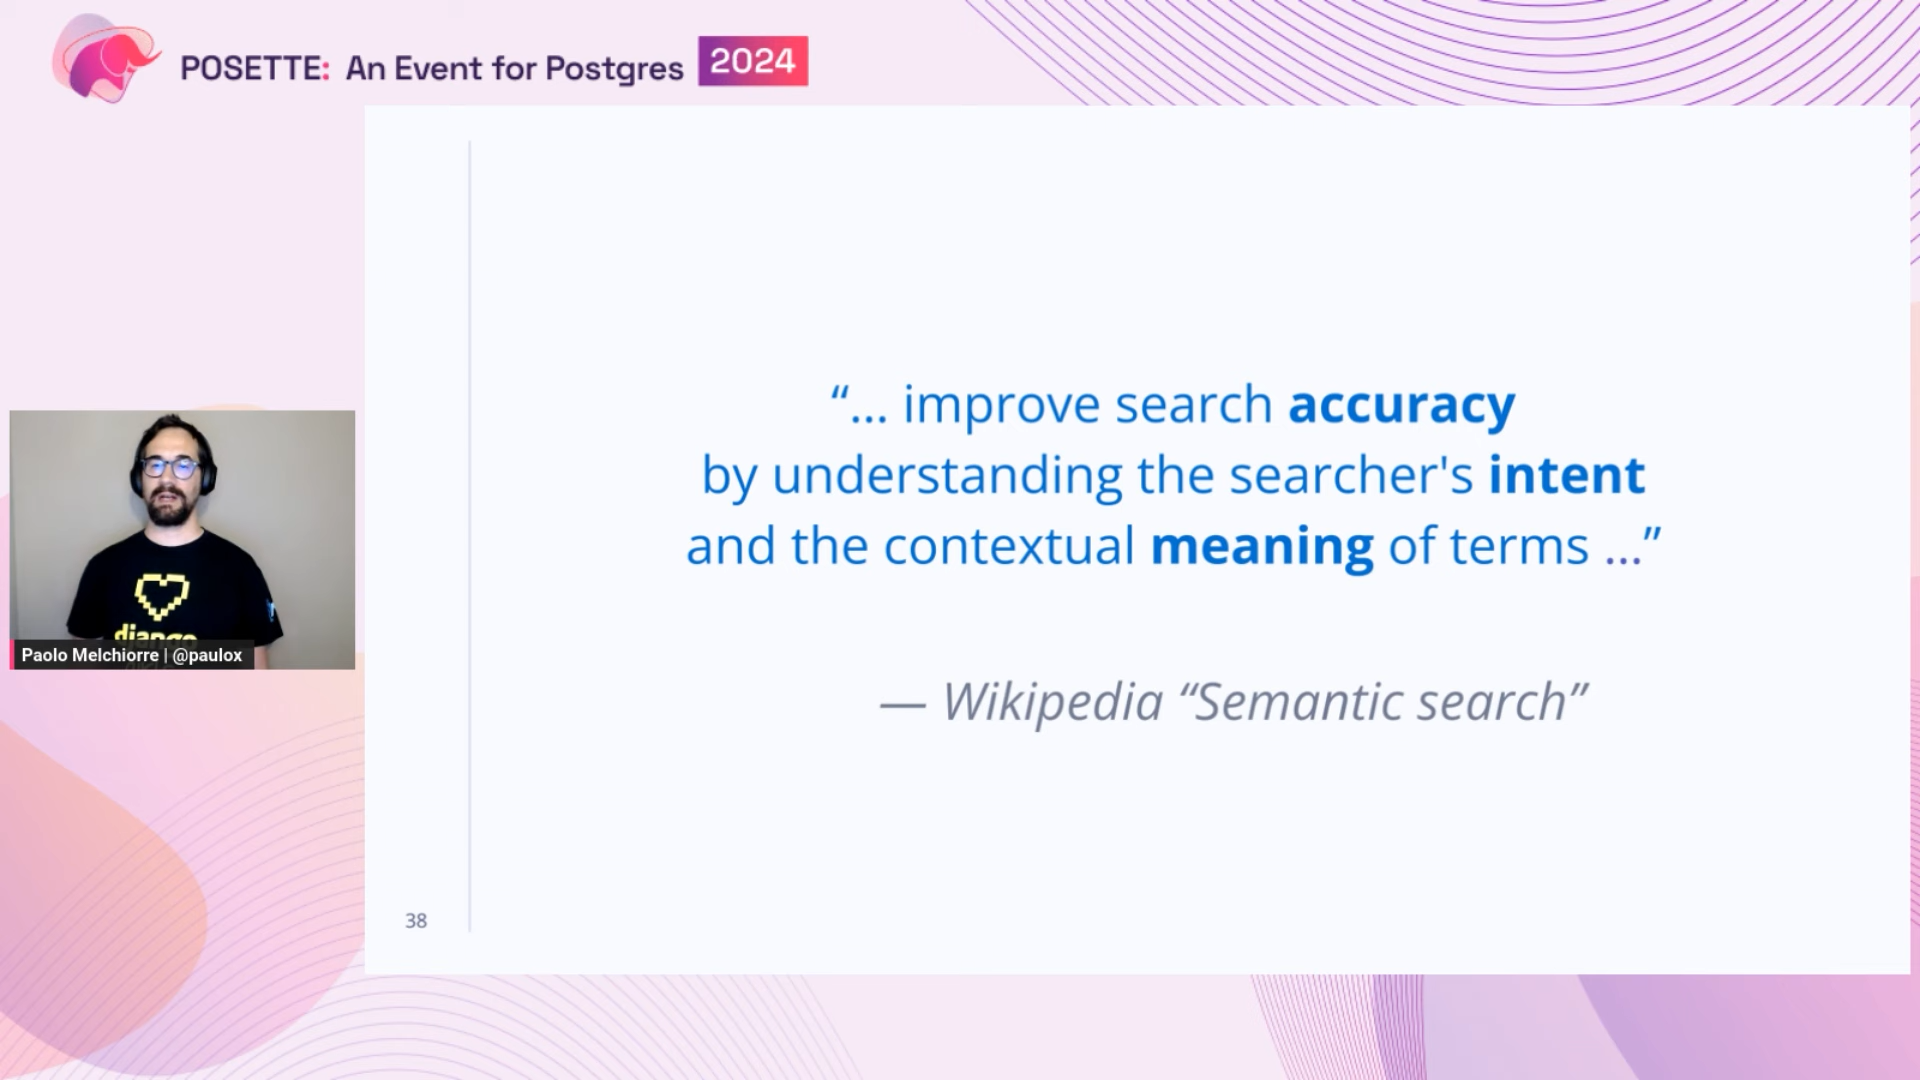 POSETTE: An Event for Postgres 2024
“... improve search accuracy
by understanding the searcher's intent
and the contextual meaning of terms ...”
— Wikipedia “Semantic search”
django
Paolo Melchiorre | @paulox
38